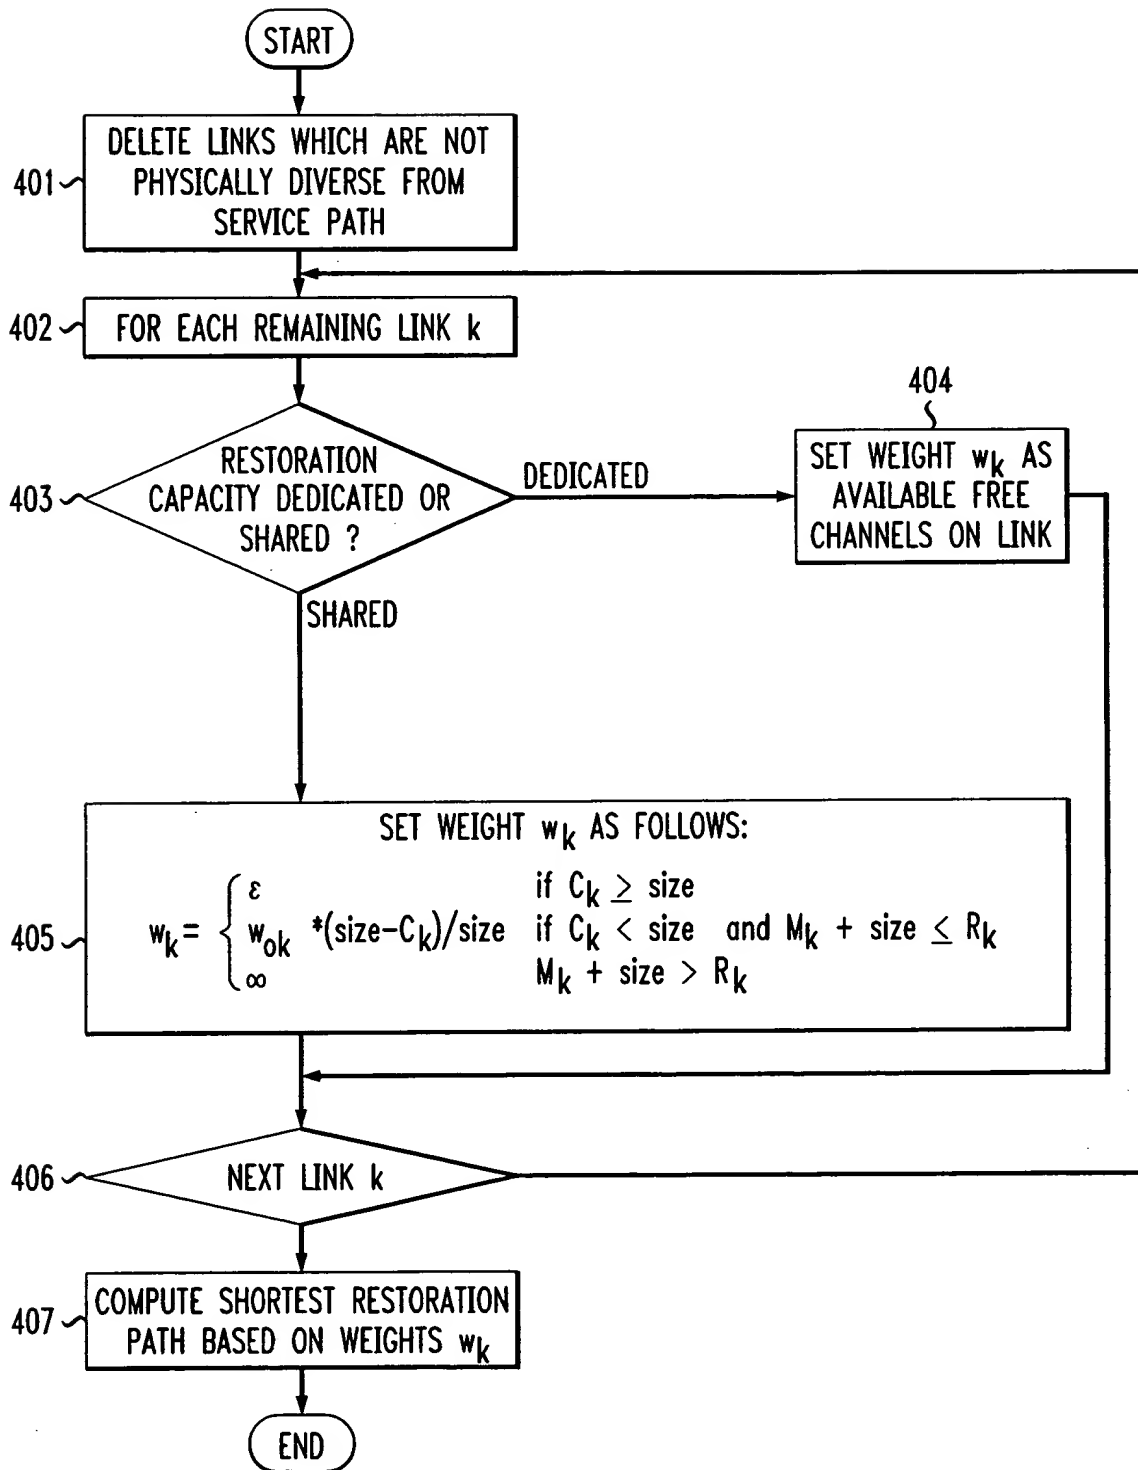 START
DELETE LINKS WHICH ARE NOT
PHYSICALLY DIVERSE FROM
SERVICE PATH
401
402
FOR EACH REMAINING LINK k
403
RESTORATION
CAPACITY DEDICATED OR
SHARED ?
DEDICATED
SHARED
404
SET WEIGHT wk AS
AVAILABLE FREE
CHANNELS ON LINK
405
SET WEIGHT wk AS FOLLOWS:
wk = { ε if Ck ≥ size
wok *(size-Ck)/size if Ck < size and Mk + size ≤ Rk
∞ Mk + size > Rk
406
NEXT LINK k
407
COMPUTE SHORTEST RESTORATION
PATH BASED ON WEIGHTS wk
END